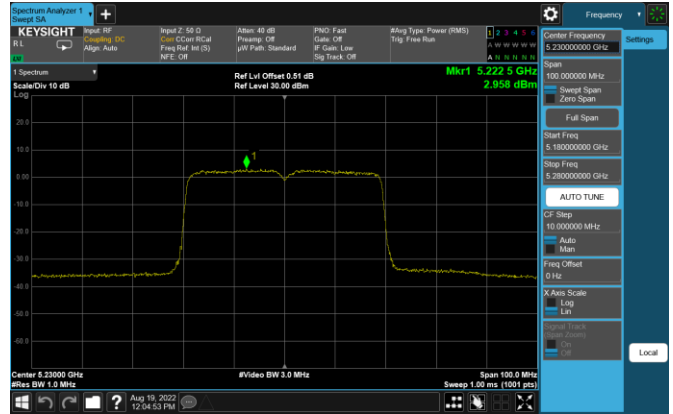 Spectrum Analyzer 1
Swept SA
Frequency
KEYSIGHT
R L
Input: RF
Coupling: DC
Align: Auto
Input Z: 50 Ω
Corr CCorr RCal
Freq Ref: Int (S)
NFE: Off
Atten: 40 dB
Preamp: Off
µW Path: Standard
PNO: Fast
Gate: Off
IF Gain: Low
Sig Track: Off
#Avg Type: Power (RMS)
Trig: Free Run
1 2 3 4 5 6
A W W W W W
A N N N N N
1 Spectrum
Scale/Div 10 dB
Log
Ref Lvl Offset 0.51 dB
Ref Level 30.00 dBm
Mkr1 5.222 5 GHz
2.958 dBm
20.0
10.0
0.00
-10.0
-20.0
-30.0
-40.0
-50.0
-60.0
1
Center 5.23000 GHz
#Res BW 1.0 MHz
#Video BW 3.0 MHz
Span 100.0 MHz
Sweep 1.00 ms (1001 pts)
Center Frequency
5.230000000 GHz
Span
100.000000 MHz
Swept Span
Zero Span
Full Span
Start Freq
5.180000000 GHz
Stop Freq
5.280000000 GHz
AUTO TUNE
CF Step
10.000000 MHz
Auto
Man
Freq Offset
0 Hz
X Axis Scale
Log
Lin
Signal Track
(Span Zoom)
On
Off
Settings
Local
?
Aug 19, 2022
12:04:53 PM